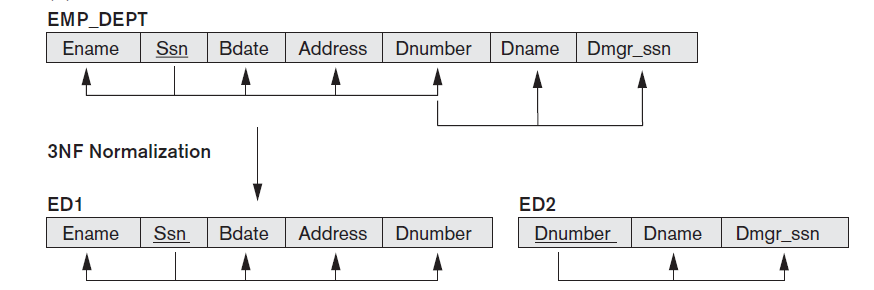 EMP_DEPT
Ename Ssn Bdate Address Dnumber Dname Dmgr_ssn
3NF Normalization
ED1 ED2
Ename Ssn Bdate Address Dnumber Dnumber Dname Dmgr_ssn